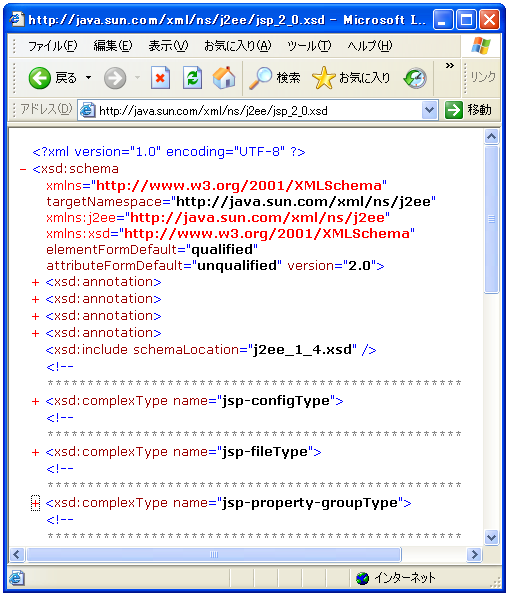 http://java.sun.com/xml/ns/j2ee/jsp_2_0.xsd - Microsoft I...
ファイル(F) 編集(E) 表示(V) お気に入り(A) ツール(T) ヘルプ(H)
戻る 検索 お気に入り » リンク
アドレス(D) http://java.sun.com/xml/ns/j2ee/jsp_2_0.xsd 移動
<?xml version="1.0" encoding="UTF-8" ?>
- <xsd:schema
xmlns="http://www.w3.org/2001/XMLSchema"
targetNamespace="http://java.sun.com/xml/ns/j2ee"
xmlns:j2ee="http://java.sun.com/xml/ns/j2ee"
xmlns:xsd="http://www.w3.org/2001/XMLSchema"
elementFormDefault="qualified"
attributeFormDefault="unqualified" version="2.0">
+ <xsd:annotation>
+ <xsd:annotation>
+ <xsd:annotation>
+ <xsd:annotation>
<xsd:include schemaLocation="j2ee_1_4.xsd" />
<!--
****************************************************
+ <xsd:complexType name="jsp-configType">
<!--
****************************************************
+ <xsd:complexType name="jsp-fileType">
<!--
****************************************************
+ <xsd:complexType name="jsp-property-groupType">
<!--
****************************************************
インターネット